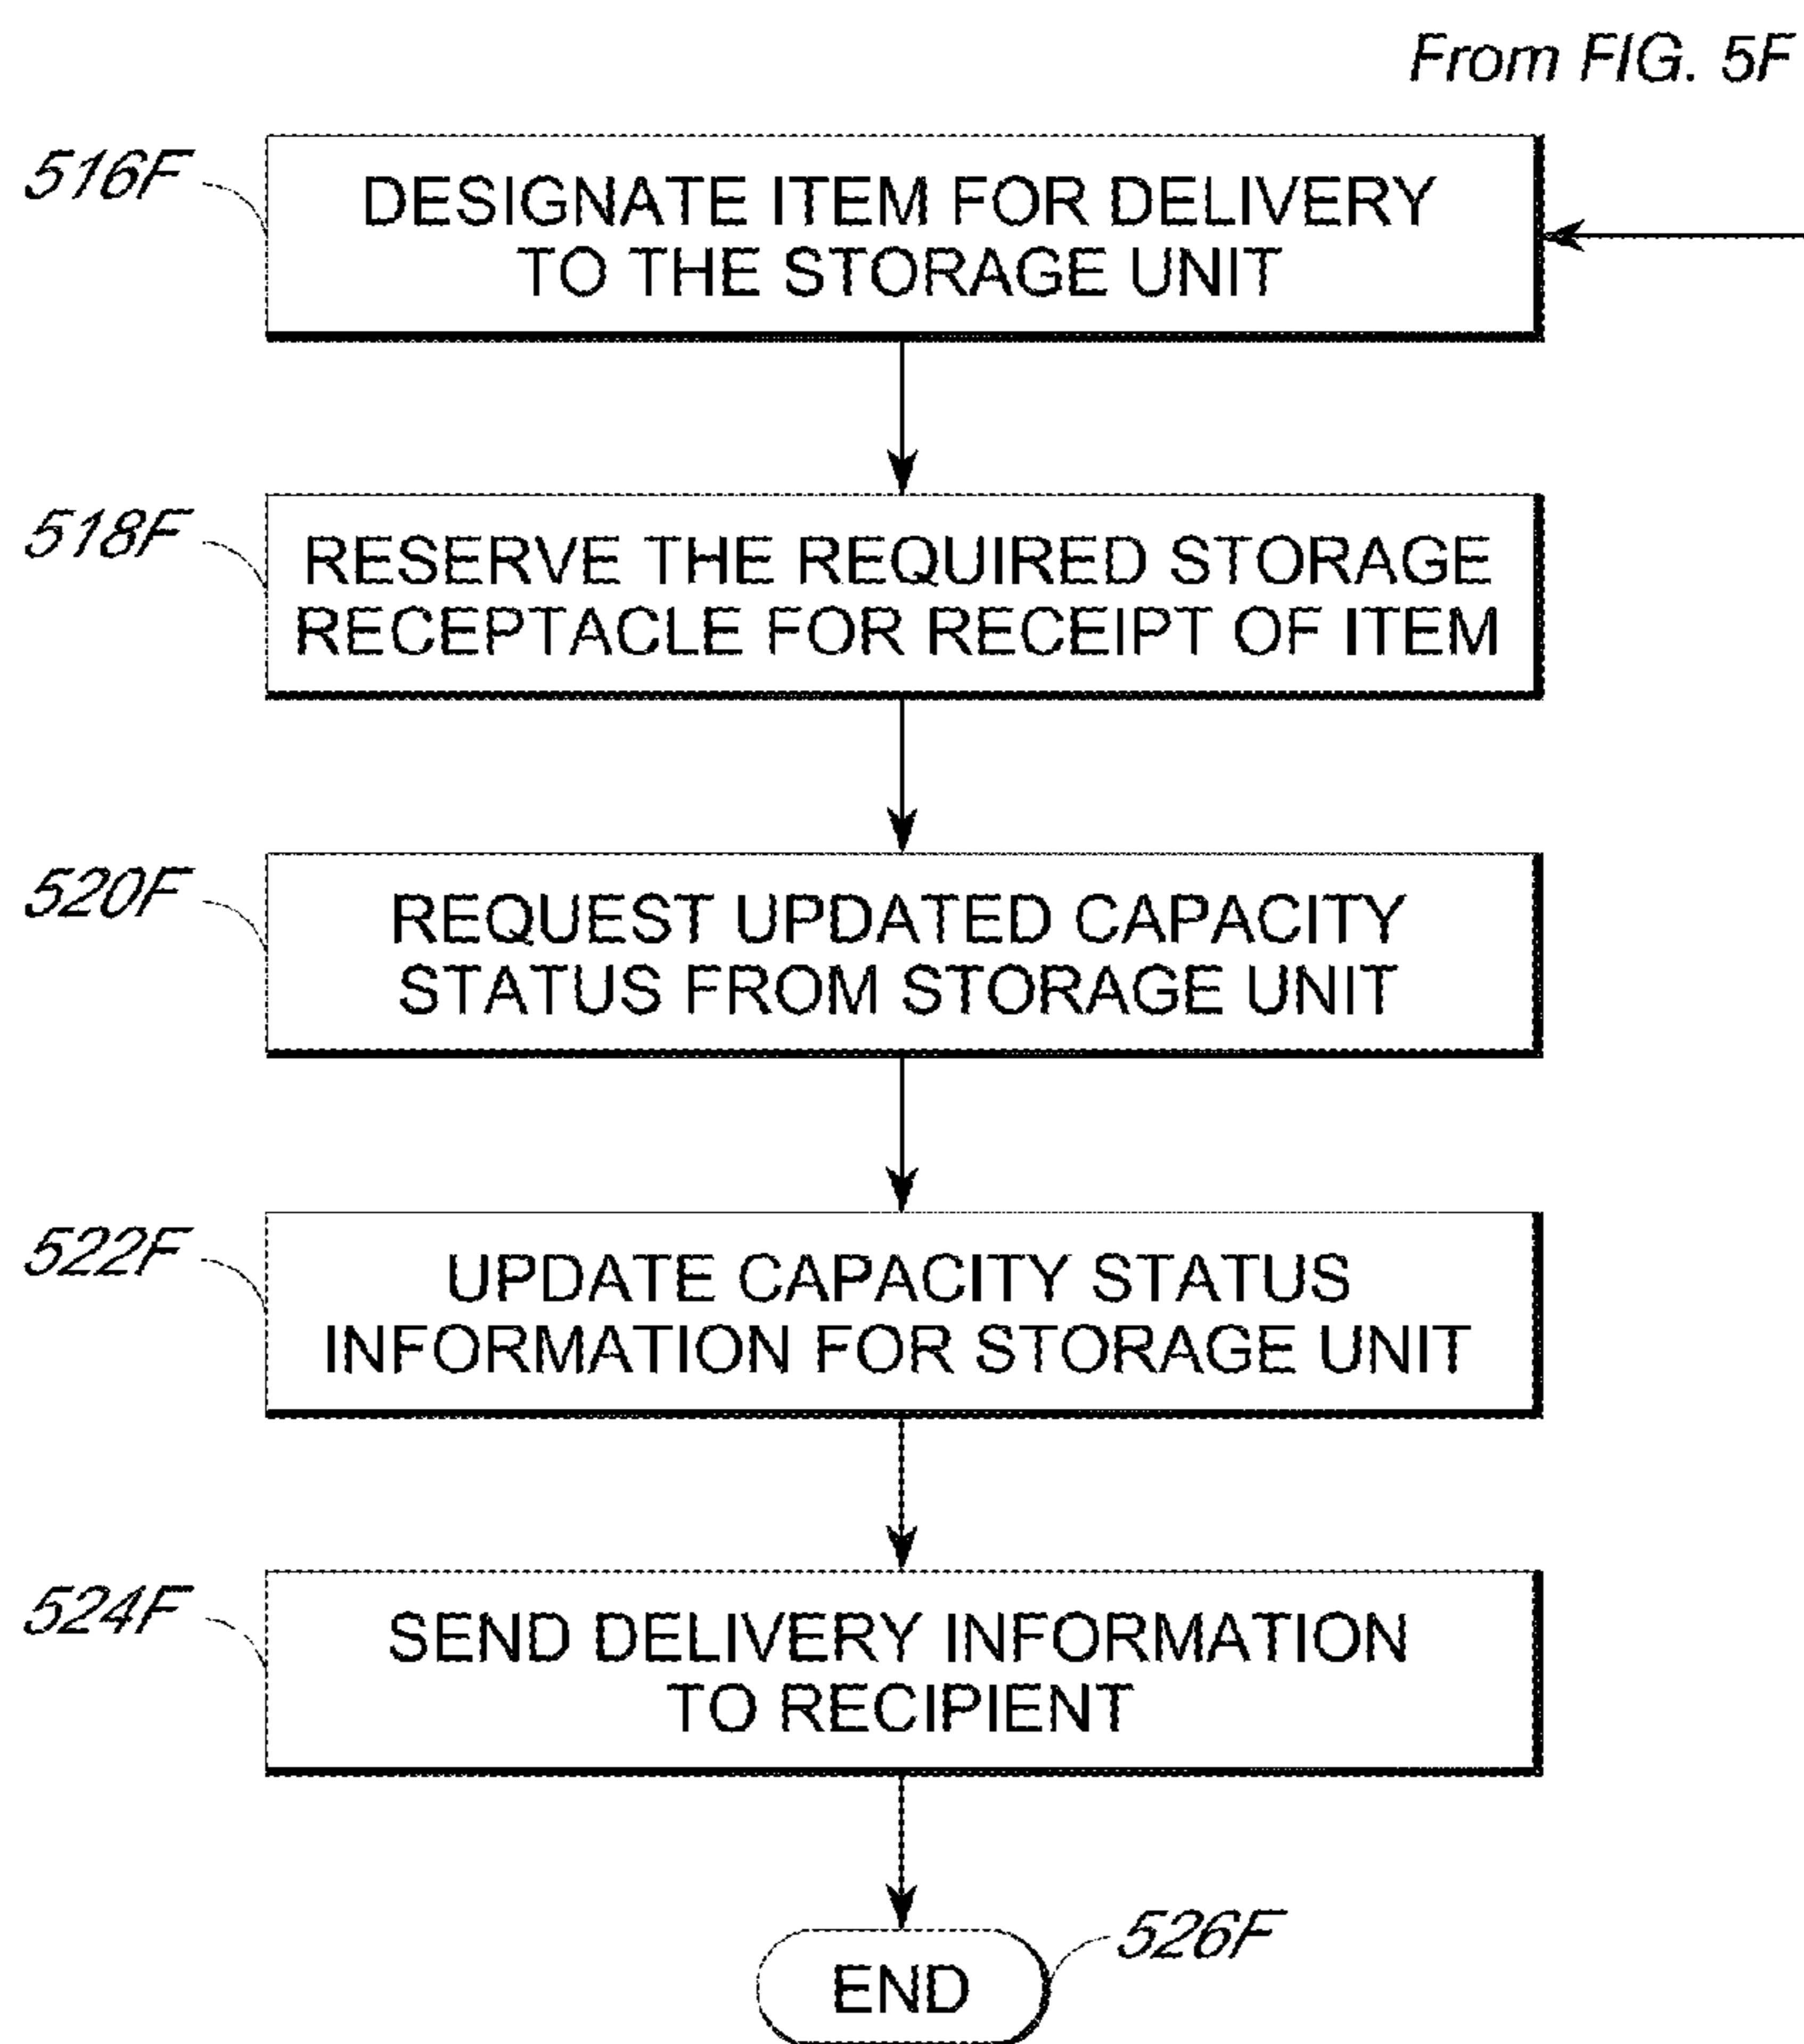 From FIG. 5F
516F
DESIGNATE ITEM FOR DELIVERY
TO THE STORAGE UNIT
518F
RESERVE THE REQUIRED STORAGE
RECEPTACLE FOR RECEIPT OF ITEM
520F
REQUEST UPDATED CAPACITY
STATUS FROM STORAGE UNIT
522F
UPDATE CAPACITY STATUS
INFORMATION FOR STORAGE UNIT
524F
SEND DELIVERY INFORMATION
TO RECIPIENT
526F
END